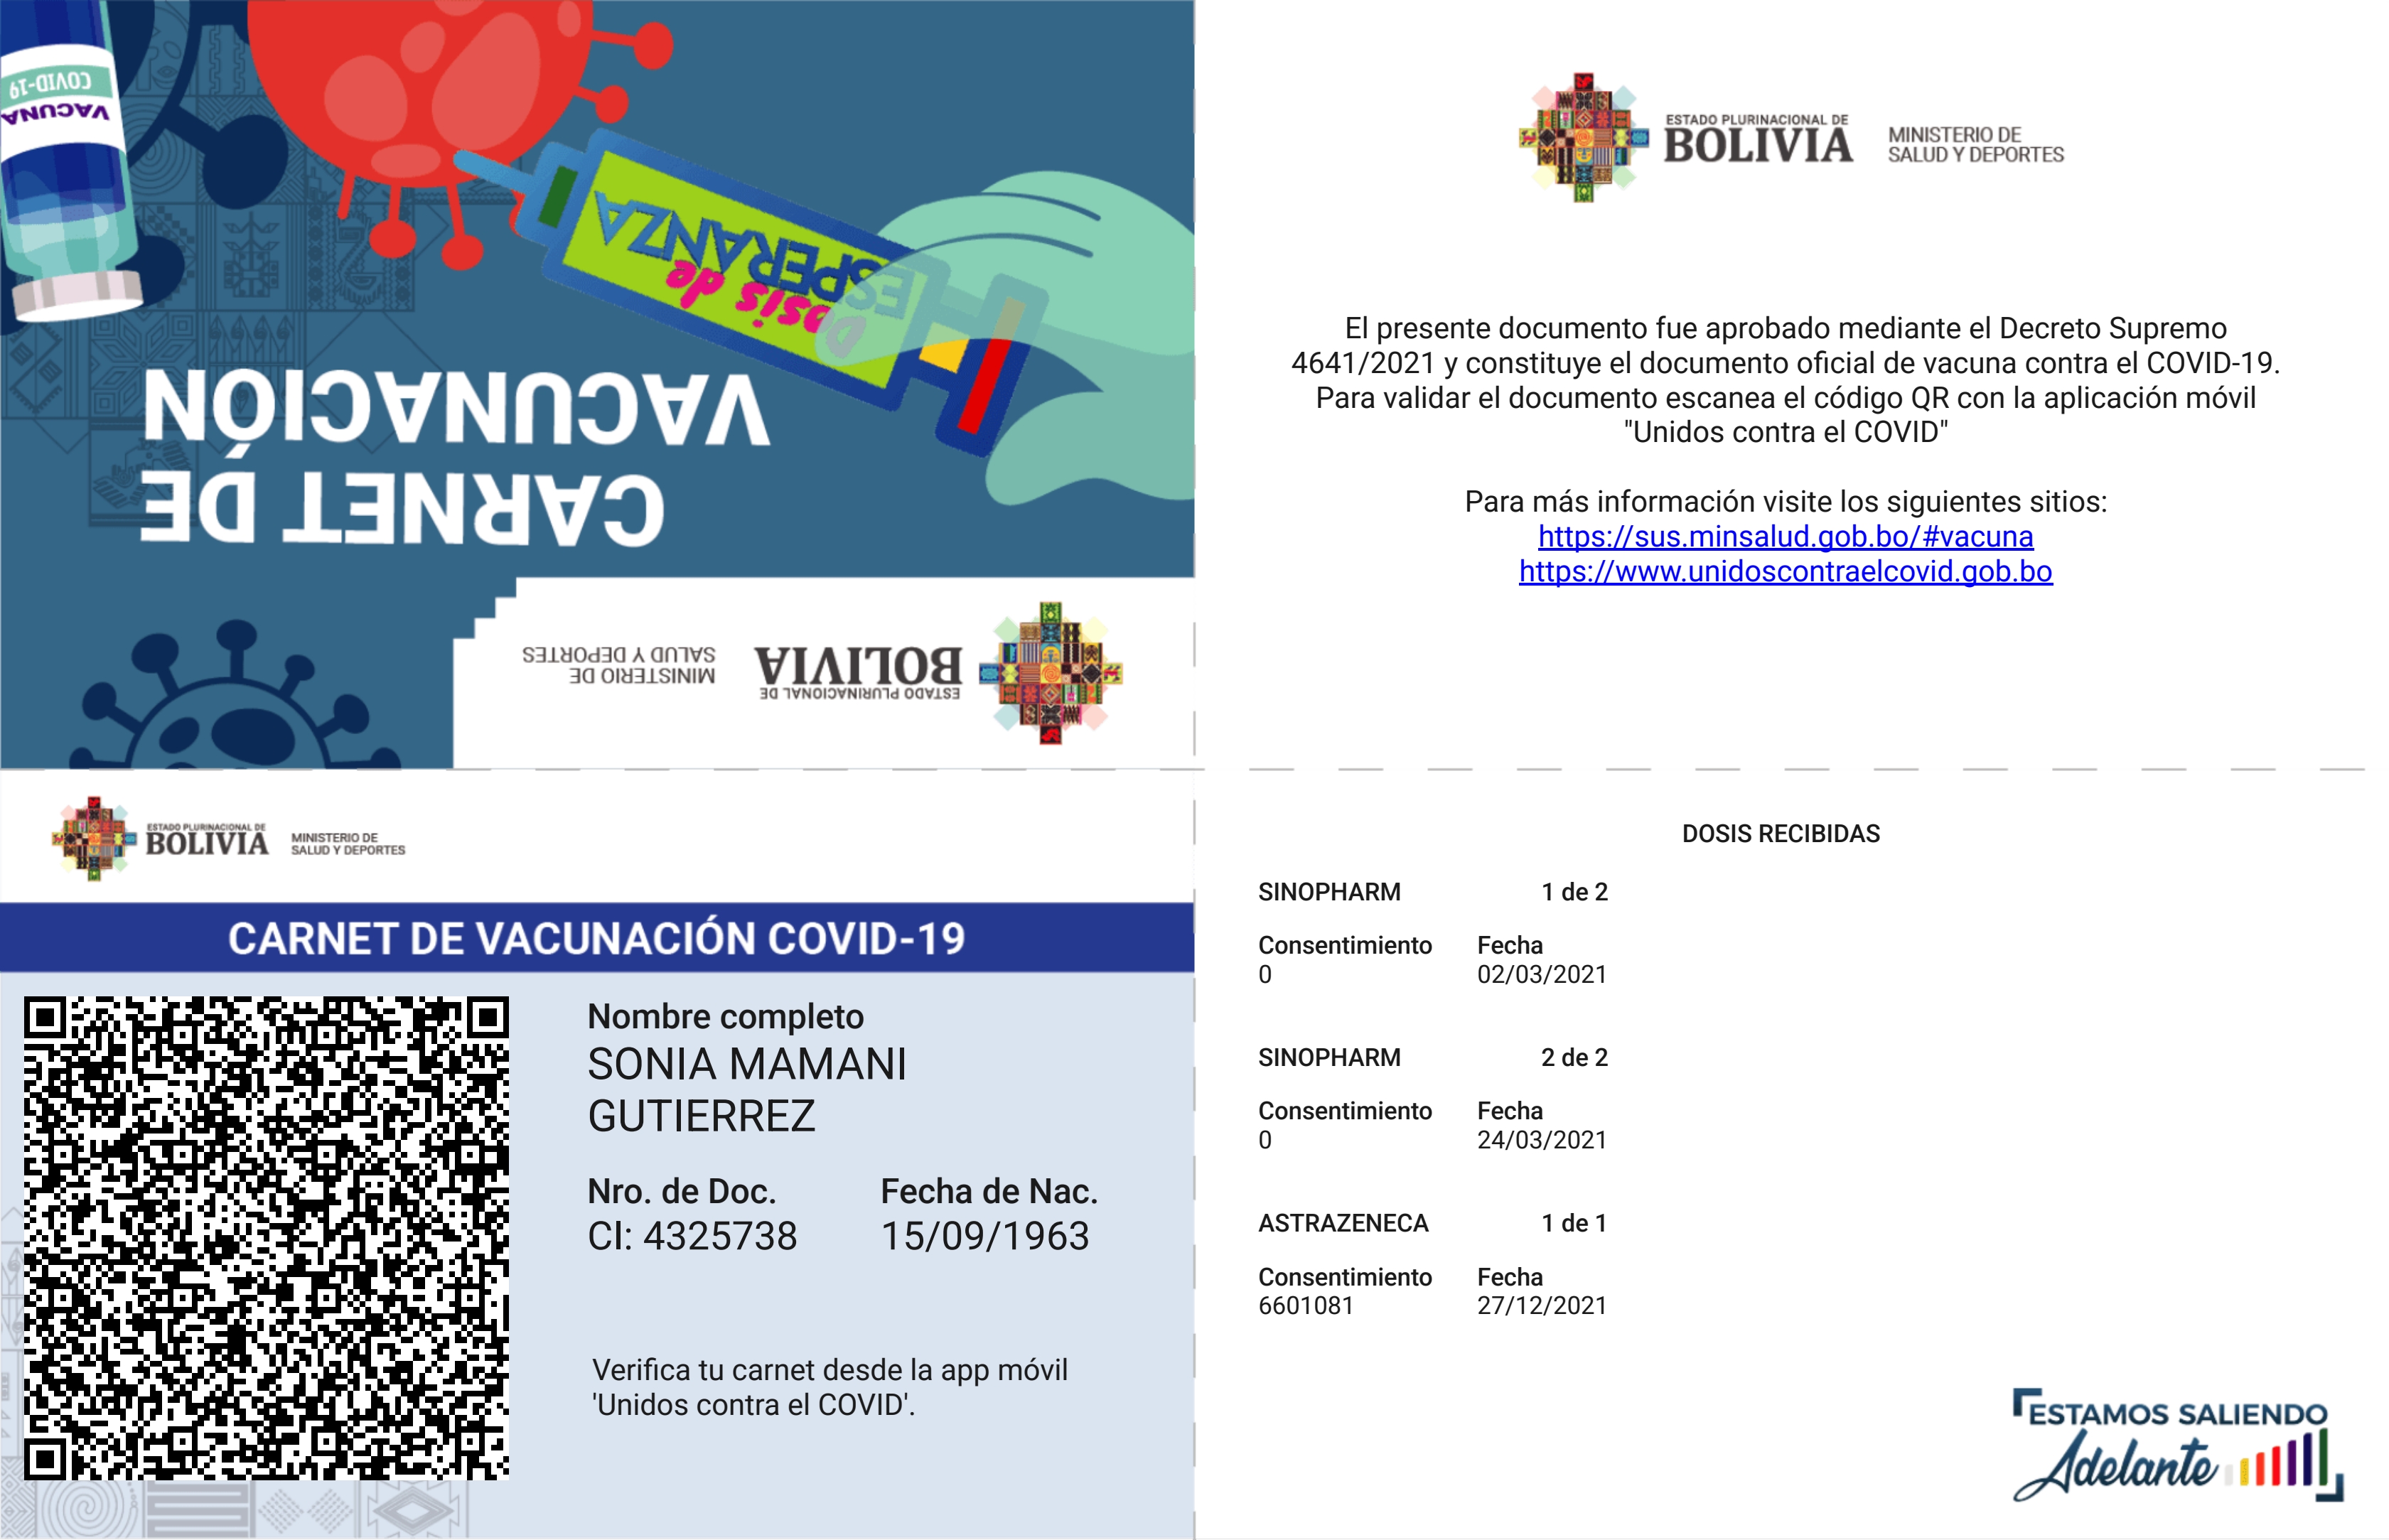 COVID-19
VACUNA
Dosis de
ESPERANZA
CARNET DE
VACUNACIÓN
ESTADO PLURINACIONAL DE
BOLIVIA
MINISTERIO DE
SALUD Y DEPORTES
ESTADO PLURINACIONAL DE
BOLIVIA
MINISTERIO DE
SALUD Y DEPORTES
El presente documento fue aprobado mediante el Decreto Supremo
4641/2021 y constituye el documento oficial de vacuna contra el COVID-19.
Para validar el documento escanea el código QR con la aplicación móvil
"Unidos contra el COVID"
Para más información visite los siguientes sitios:
https://sus.minsalud.gob.bo/#vacuna
https://www.unidoscontraelcovid.gob.bo
ESTADO PLURINACIONAL DE
BOLIVIA
MINISTERIO DE
SALUD Y DEPORTES
CARNET DE VACUNACIÓN COVID-19
Nombre completo
SONIA MAMANI
GUTIERREZ
Nro. de Doc. Fecha de Nac.
CI: 4325738 15/09/1963
Verifica tu carnet desde la app móvil
'Unidos contra el COVID'.
DOSIS RECIBIDAS
SINOPHARM 1 de 2
Consentimiento Fecha
0 02/03/2021
SINOPHARM 2 de 2
Consentimiento Fecha
0 24/03/2021
ASTRAZENECA 1 de 1
Consentimiento Fecha
6601081 27/12/2021
ESTAMOS SALIENDO
Adelante